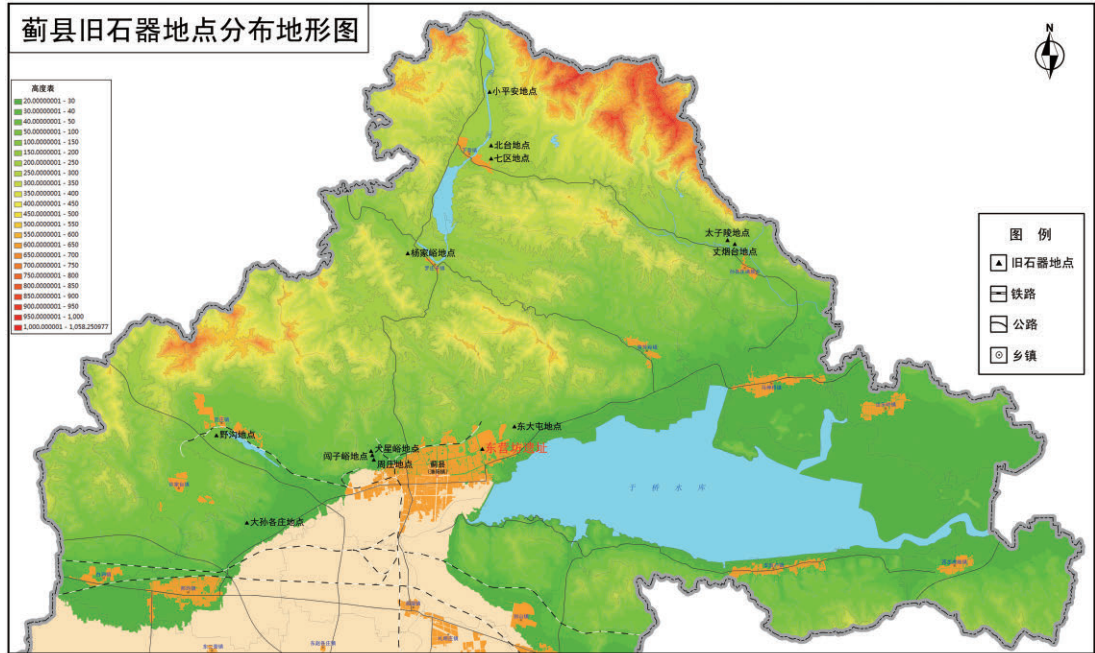 蓟县旧石器地点分布地形图
N
高度表
20.00000001 - 30
30.00000001 - 40
40.00000001 - 50
50.00000001 - 100
100.0000001 - 150
150.0000001 - 200
200.0000001 - 250
250.0000001 - 300
300.0000001 - 350
350.0000001 - 400
400.0000001 - 450
450.0000001 - 500
500.0000001 - 550
550.0000001 - 600
600.0000001 - 650
650.0000001 - 700
700.0000001 - 750
750.0000001 - 800
800.0000001 - 850
850.0000001 - 900
900.0000001 - 950
950.0000001 - 1,000
1,000.000001 - 1,058.250977
小平安地点
北台地点
七区地点
太子陵地点
丈烟台地点
杨家峪地点
图 例
旧石器地点
铁路
公路
乡镇
东大屯地点
野沟地点
大星峪地点
东营坊遗址
闯子峪地点
周庄地点
蓟县
于桥水库
大孙各庄地点